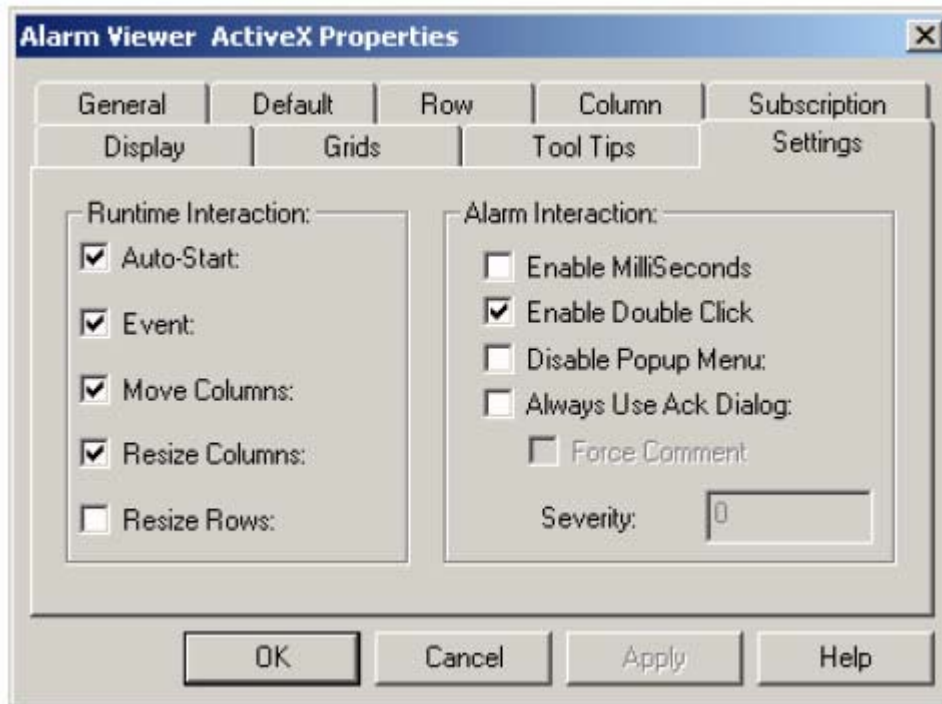 Alarm Viewer ActiveX Properties
General Default Row Column Subscription
Display Grids Tool Tips Settings
Runtime Interaction:
Auto-Start:
Event:
Move Columns:
Resize Columns:
Resize Rows:
Alarm Interaction:
Enable MilliSeconds
Enable Double Click
Disable Popup Menu:
Always Use Ack Dialog:
Force Comment
Severity: 0
OK Cancel Apply Help